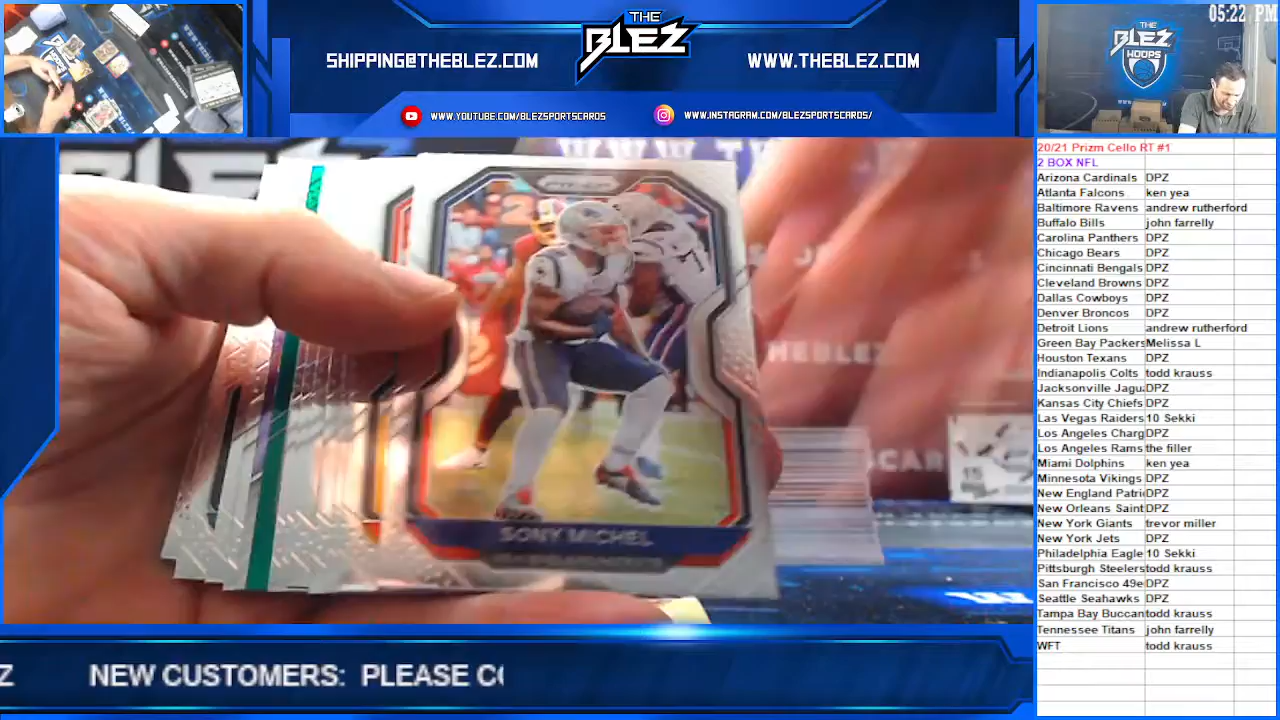 05:22 PM
THE
BLEZ
SHIPPING@THEBLEZ.COM
WWW.THEBLEZ.COM
WWW.YOUTUBE.COM/BLEZSPORTSCARDS
WWW.INSTAGRAM.COM/BLEZSPORTSCARDS/
THE
BLEZ
HOOPS
20/21 Prizm Cello RT #1
2 BOX NFL
Arizona Cardinals DPZ
Atlanta Falcons ken yea
Baltimore Ravens andrew rutherford
Buffalo Bills john farrelly
Carolina Panthers DPZ
Chicago Bears DPZ
Cincinnati Bengals DPZ
Cleveland Browns DPZ
Dallas Cowboys DPZ
Denver Broncos DPZ
Detroit Lions andrew rutherford
Green Bay Packers Melissa L
Houston Texans DPZ
Indianapolis Colts todd krauss
Jacksonville Jagu DPZ
Kansas City Chiefs DPZ
Las Vegas Raiders 10 Sekki
Los Angeles Charg DPZ
Los Angeles Rams the filler
Miami Dolphins ken yea
Minnesota Vikings DPZ
New England Patri DPZ
New Orleans Saint DPZ
New York Giants trevor miller
New York Jets DPZ
Philadelphia Eagle 10 Sekki
Pittsburgh Steelers todd krauss
San Francisco 49e DPZ
Seattle Seahawks DPZ
Tampa Bay Buccan todd krauss
Tennessee Titans john farrelly
WFT todd krauss
PRIZM
SONY MICHEL
HEBLEZ
SCAR
Z NEW CUSTOMERS: PLEASE CO